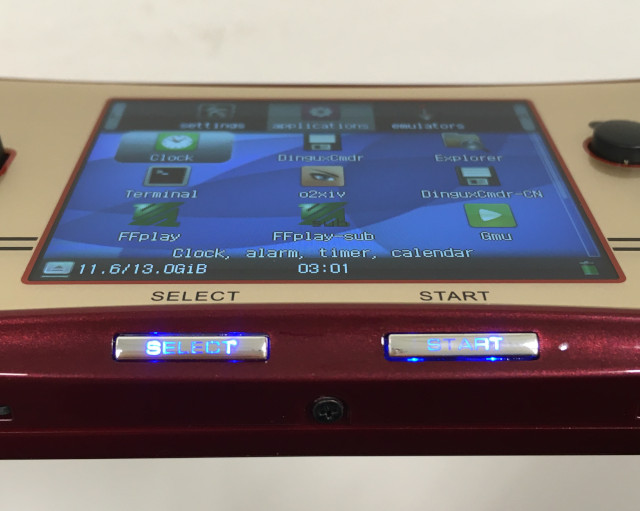 settings applications emulators
Clock DinguxCmdr Explorer
Terminal o2xiv DinguxCmdr-CN
FFplay FFplay-sub Gmu
Clock, alarm, timer, calendar
11.6/13.0GiB 03:01
SELECT START
SELECT START